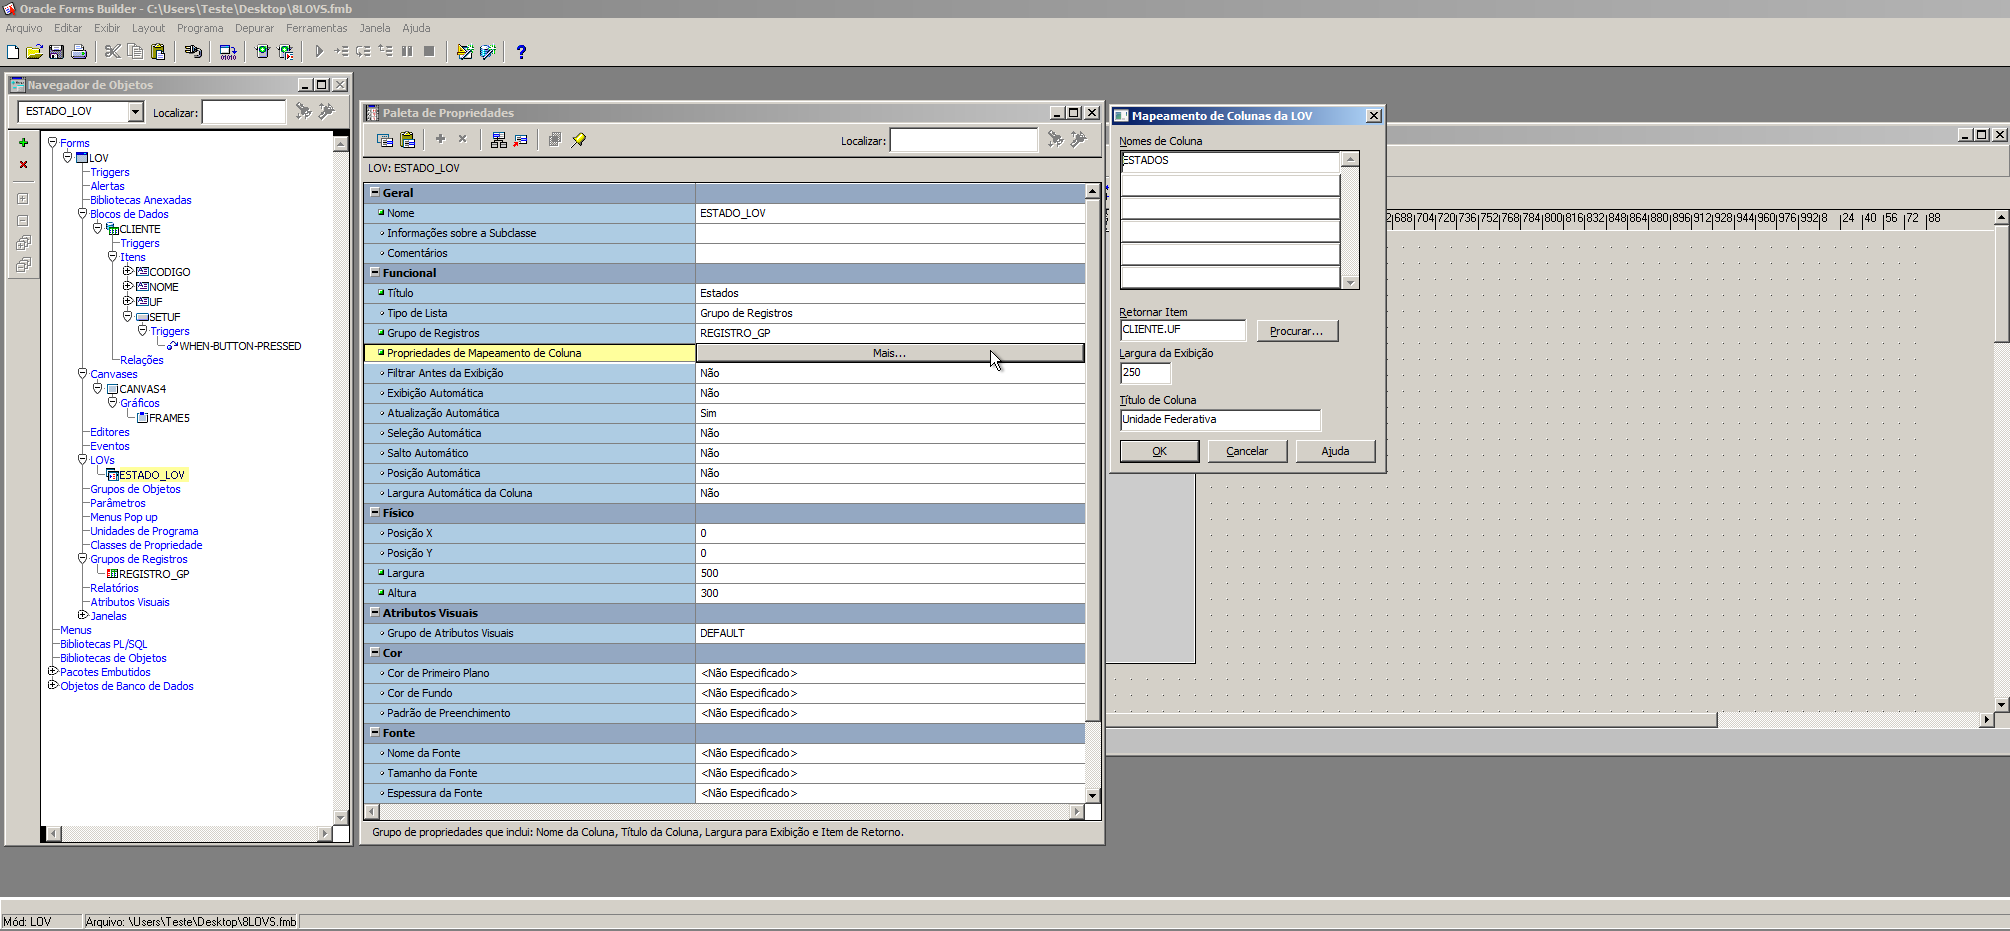 Oracle Forms Builder - C:\Users\Teste\Desktop\8LOVS.fmb
Arquivo Editar Exibir Layout Programa Depurar Ferramentas Janela Ajuda
Navegador de Objetos
ESTADO_LOV
Localizar:
Forms
LOV
Triggers
Alertas
Bibliotecas Anexadas
Blocos de Dados
CLIENTE
Triggers
Itens
CODIGO
NOME
UF
SETUF
Triggers
WHEN-BUTTON-PRESSED
Relações
Canvases
CANVAS4
Gráficos
FRAME5
Editores
Eventos
LOVs
ESTADO_LOV
Grupos de Objetos
Parâmetros
Menus Pop up
Unidades de Programa
Classes de Propriedade
Grupos de Registros
REGISTRO_GP
Relatórios
Atributos Visuais
Janelas
Menus
Bibliotecas PL/SQL
Bibliotecas de Objetos
Pacotes Embutidos
Objetos de Banco de Dados
Paleta de Propriedades
Localizar:
LOV: ESTADO_LOV
Geral
Nome ESTADO_LOV
Informações sobre a Subclasse
Comentários
Funcional
Título Estados
Tipo de Lista Grupo de Registros
Grupo de Registros REGISTRO_GP
Propriedades de Mapeamento de Coluna Mais...
Filtrar Antes da Exibição Não
Exibição Automática Não
Atualização Automática Sim
Seleção Automática Não
Salto Automático Não
Posição Automática Não
Largura Automática da Coluna Não
Físico
Posição X 0
Posição Y 0
Largura 500
Altura 300
Atributos Visuais
Grupo de Atributos Visuais DEFAULT
Cor
Cor de Primeiro Plano <Não Especificado>
Cor de Fundo <Não Especificado>
Padrão de Preenchimento <Não Especificado>
Fonte
Nome da Fonte <Não Especificado>
Tamanho da Fonte <Não Especificado>
Espessura da Fonte <Não Especificado>
Grupo de propriedades que inclui: Nome da Coluna, Título da Coluna, Largura para Exibição e Item de Retorno.
Mapeamento de Colunas da LOV
Nomes de Coluna
ESTADOS
Retornar Item
CLIENTE.UF Procurar...
Largura da Exibição
250
Título de Coluna
Unidade Federativa
OK Cancelar Ajuda
688 704 720 736 752 768 784 800 816 832 848 864 880 896 912 928 944 960 976 992 8 24 40 56 72 88
Mód: LOV Arquivo: \Users\Teste\Desktop\8LOVS.fmb